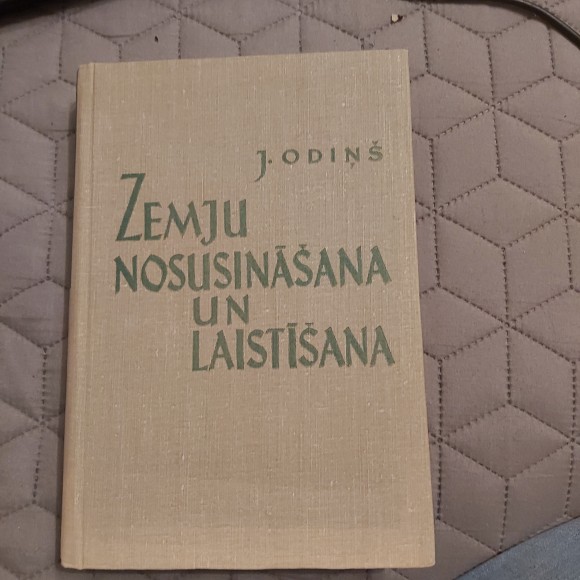 J. ODIŅŠ
ZEMJU
NOSUSINĀŠANA
UN
LAISTĪŠANA